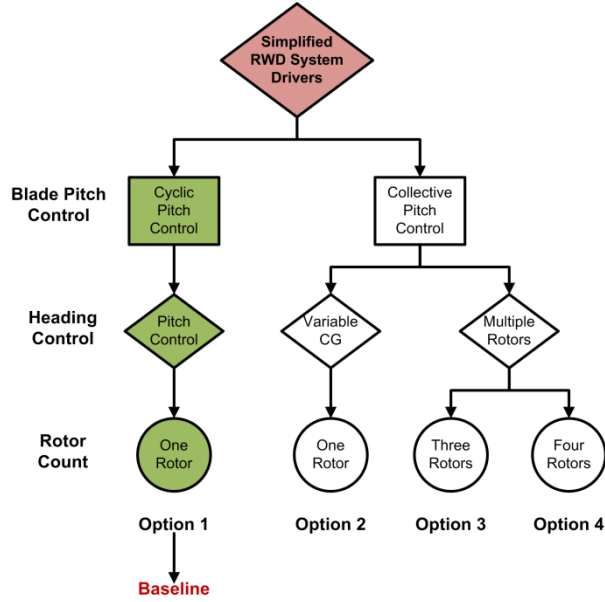 Simplified
RWD System
Drivers
Blade Pitch
Control
Cyclic
Pitch
Control
Collective
Pitch
Control
Heading
Control
Pitch
Control
Variable
CG
Multiple
Rotors
Rotor
Count
One
Rotor
One
Rotor
Three
Rotors
Four
Rotors
Option 1
Option 2
Option 3
Option 4
Baseline